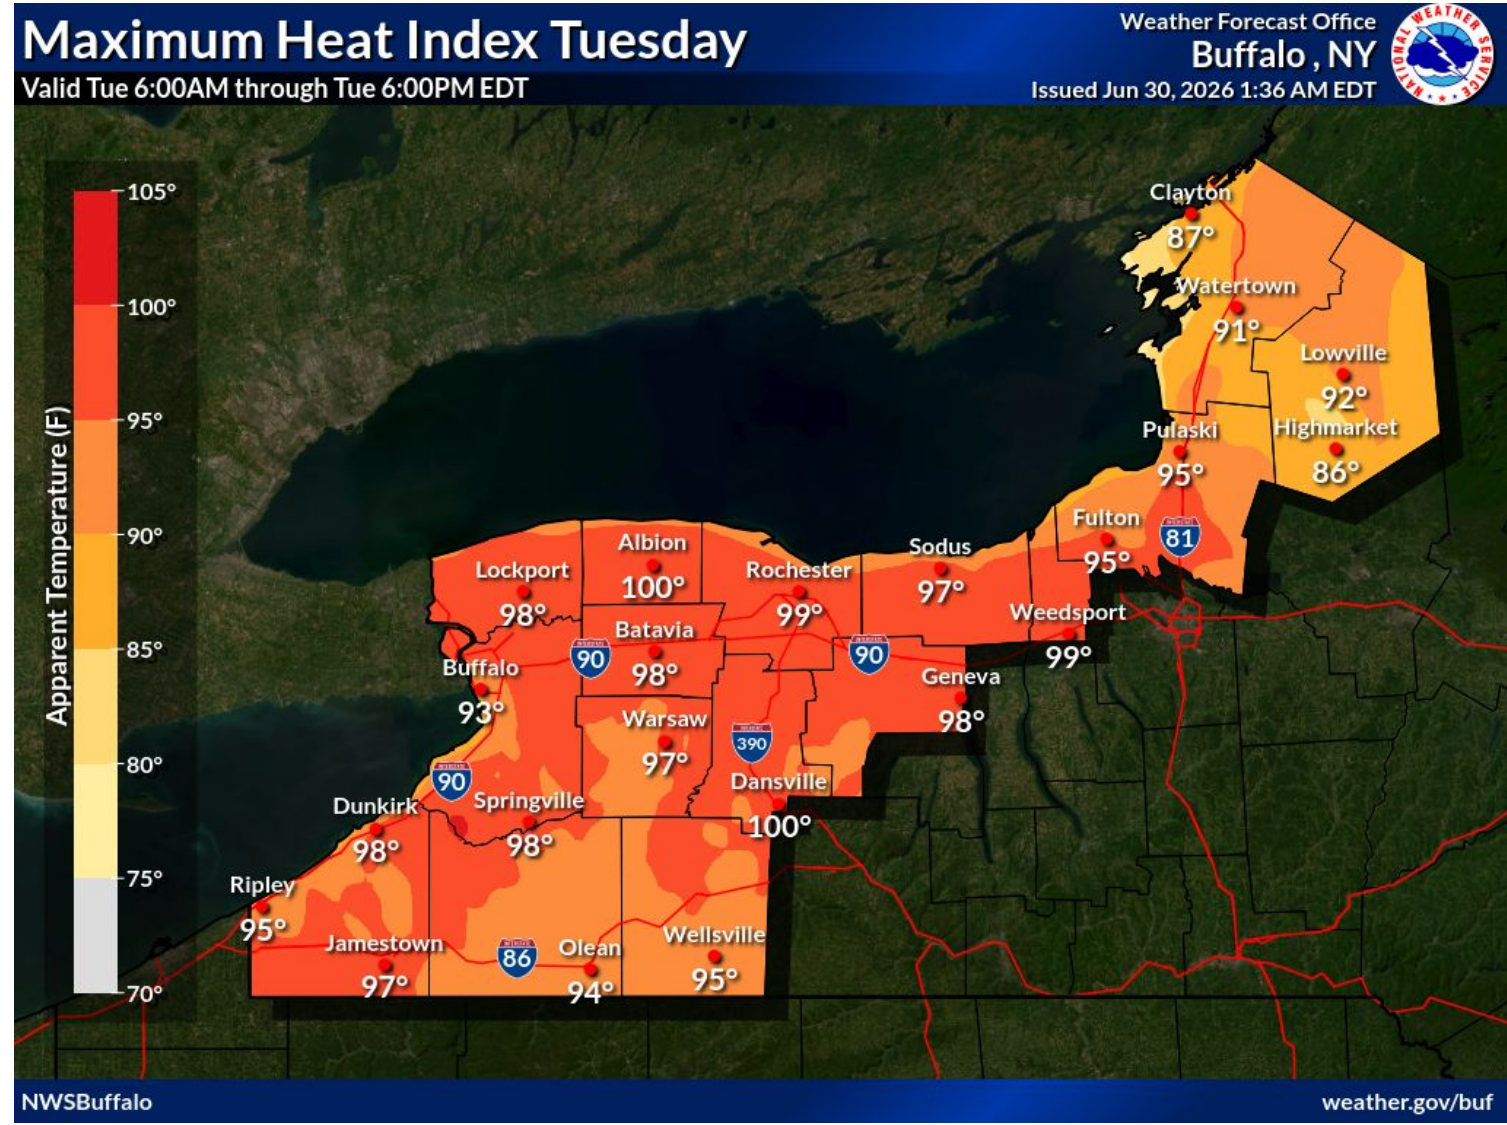 Maximum Heat Index Tuesday
Valid Tue 6:00AM through Tue 6:00PM EDT
Weather Forecast Office
Buffalo , NY
Issued Jun 30, 2026 1:36 AM EDT
NATIONAL WEATHER SERVICE
Apparent Temperature (F)
105°
100°
95°
90°
85°
80°
75°
70°
Clayton
87°
Watertown
91°
Lowville
92°
Highmarket
86°
Pulaski
95°
Fulton
95°
81
Sodus
97°
Albion
100°
Lockport
98°
Rochester
99°
Weedsport
99°
Batavia
98°
90
90
Buffalo
93°
Geneva
98°
Warsaw
97°
390
90
Dansville
100°
Dunkirk
98°
Springville
98°
Ripley
95°
Jamestown
97°
86
Olean
94°
Wellsville
95°
NWSBuffalo
weather.gov/buf